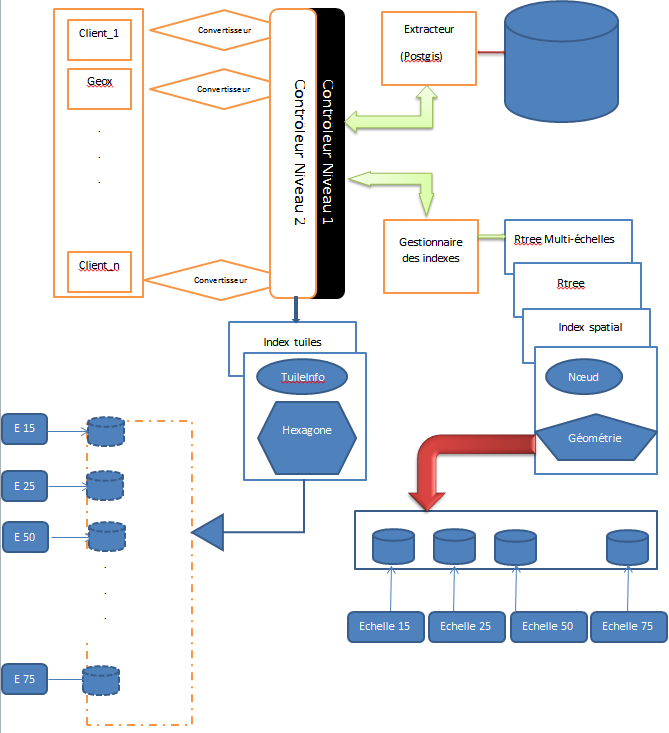 Client_1
Geox
.
.
.
Client_n
Convertisseur
Convertisseur
Convertisseur
Controleur Niveau 2
Controleur Niveau 1
Extracteur
(Postgis)
Gestionnaire
des indexes
Rtree Multi-échelles
Rtree
Index spatial
Nœud
Géométrie
Index tuiles
TuileInfo
Hexagone
E 15
E 25
E 50
.
.
.
E 75
Echelle 15
Echelle 25
Echelle 50
Echelle 75